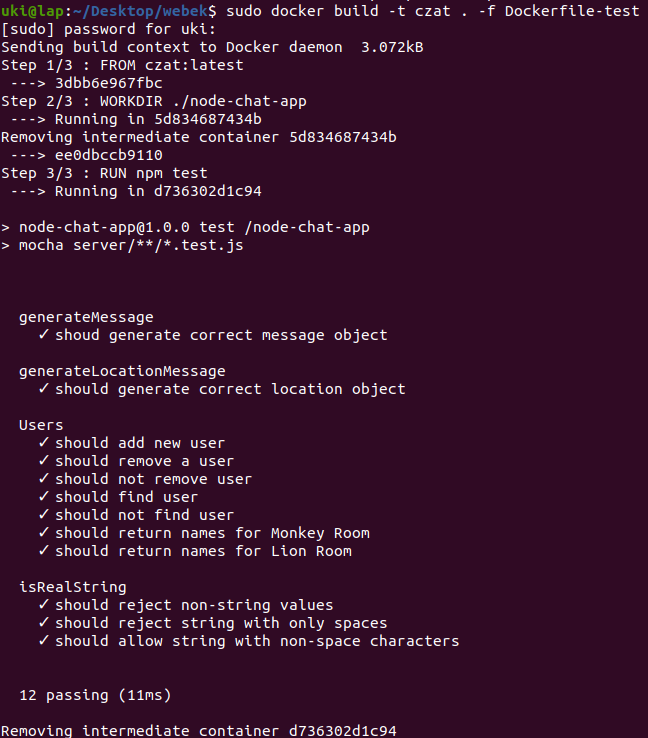 uki@lap:~/Desktop/webek$ sudo docker build -t czat . -f Dockerfile-test
[sudo] password for uki:
Sending build context to Docker daemon  3.072kB
Step 1/3 : FROM czat:latest
 ---> 3dbb6e967fbc
Step 2/3 : WORKDIR ./node-chat-app
 ---> Running in 5d834687434b
Removing intermediate container 5d834687434b
 ---> ee0dbccb9110
Step 3/3 : RUN npm test
 ---> Running in d736302d1c94
> node-chat-app@1.0.0 test /node-chat-app
> mocha server/**/*.test.js
generateMessage
✓ shoud generate correct message object
generateLocationMessage
✓ should generate correct location object
Users
✓ should add new user
✓ should remove a user
✓ should not remove user
✓ should find user
✓ should not find user
✓ should return names for Monkey Room
✓ should return names for Lion Room
isRealString
✓ should reject non-string values
✓ should reject string with only spaces
✓ should allow string with non-space characters
12 passing (11ms)
Removing intermediate container d736302d1c94